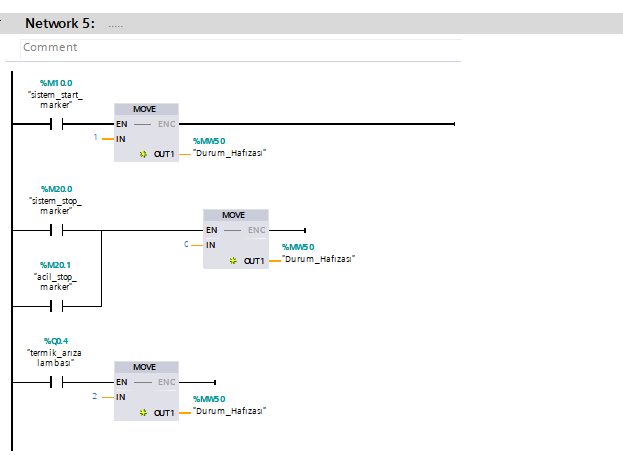 Network 5: .....
Comment
%M10.0
"sistem_start_
marker"
MOVE
EN ENO
1 IN
%MW50
OUT1 "Durum_Hafızası"
%M20.0
"sistem_stop_
marker"
MOVE
EN ENO
0 IN
%MW50
OUT1 "Durum_Hafızası"
%M20.1
"acil_stop_
marker"
%Q0.4
"termik_arıza
lambası"
MOVE
EN ENO
2 IN
%MW50
OUT1 "Durum_Hafızası"